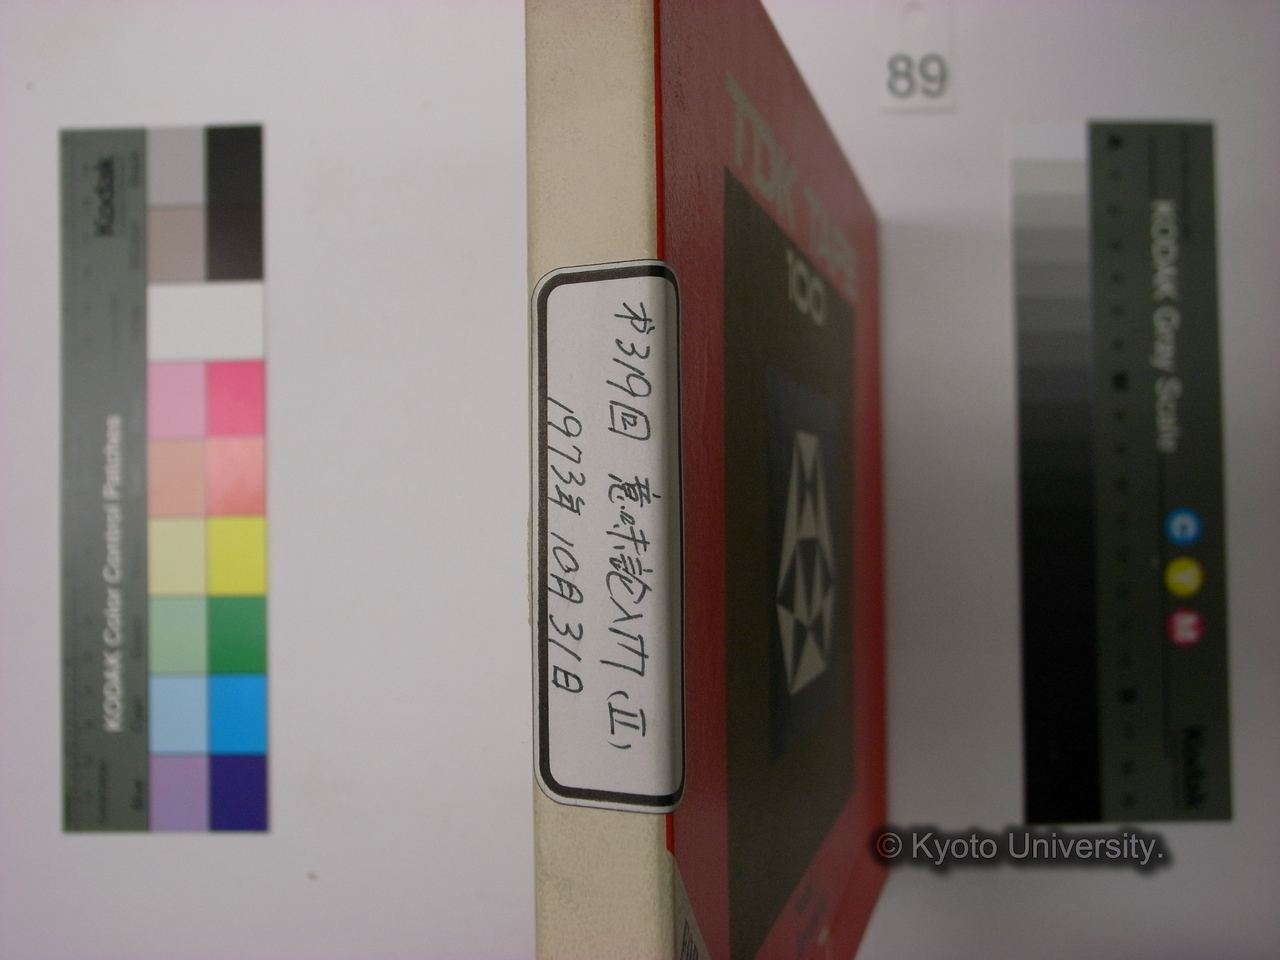 才319回 意味論入門(Ⅱ)
1973年10月31日
TDK TAPE
100
89
Kodak
KODAK Color Control Patches
KODAK Gray Scale
C
Y
M
Kodak
© Kyoto University.